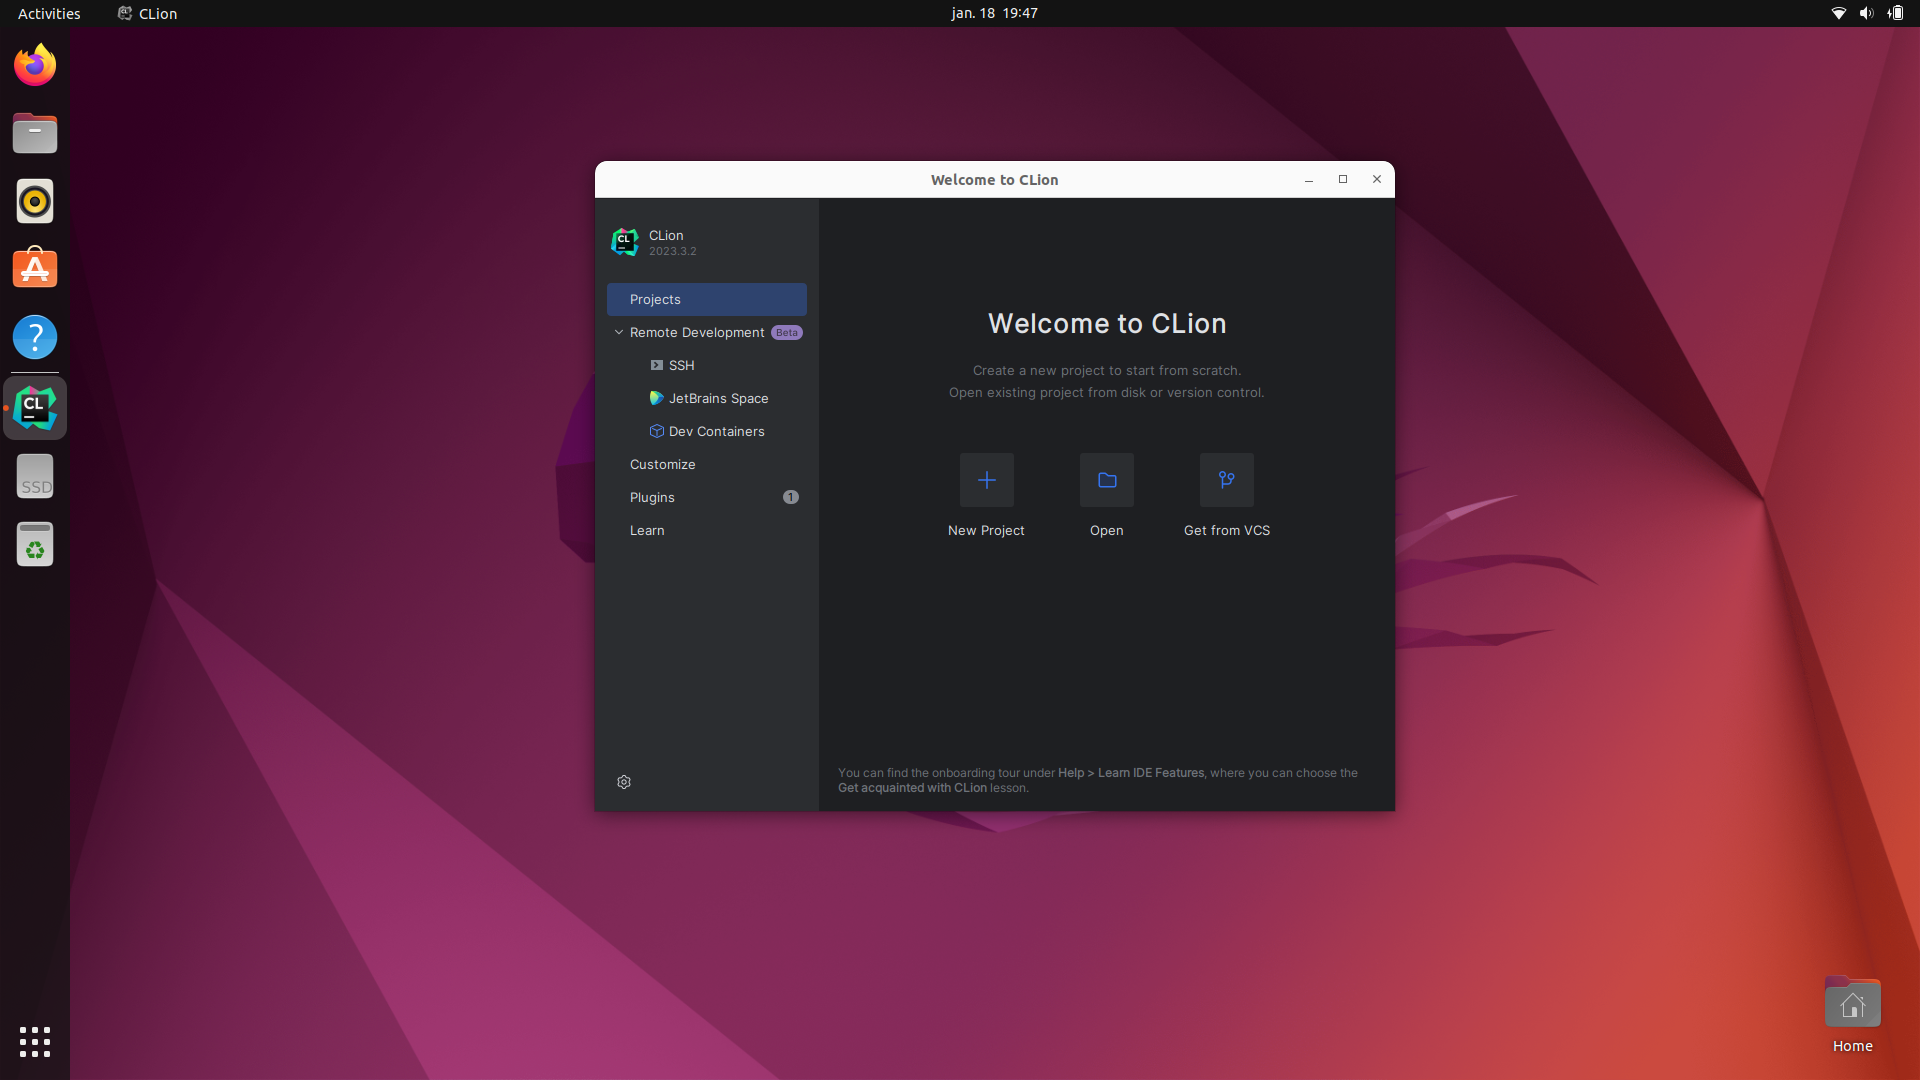 Activities
CLion
jan. 18 19:47
Welcome to CLion
CL
CLion
2023.3.2
Projects
Remote Development Beta
SSH
JetBrains Space
Dev Containers
Customize
Plugins 1
Learn
Welcome to CLion
Create a new project to start from scratch.
Open existing project from disk or version control.
New Project
Open
Get from VCS
You can find the onboarding tour under Help > Learn IDE Features, where you can choose the
Get acquainted with CLion lesson.
CL
SSD
Home